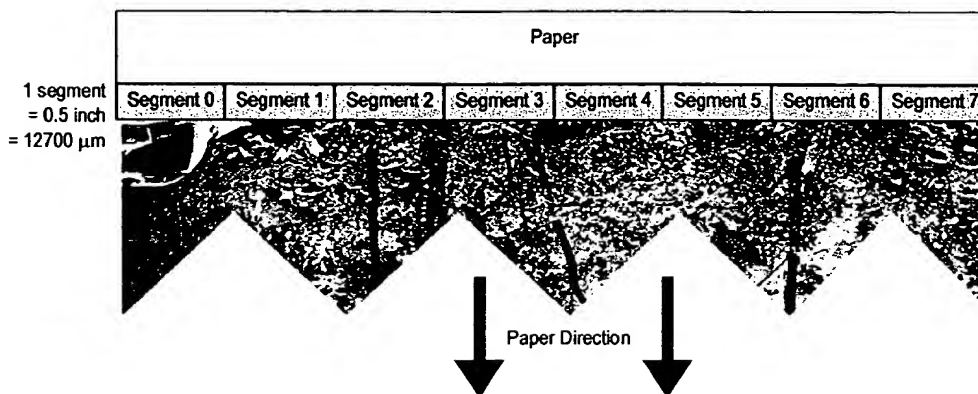 Paper
1 segment
= 0.5 inch
= 12700 μm
Segment 0 Segment 1 Segment 2 Segment 3 Segment 4 Segment 5 Segment 6 Segment 7
Paper Direction